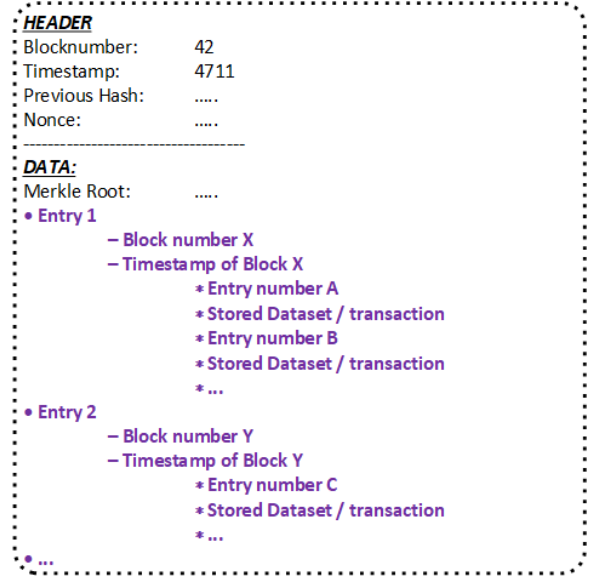 HEADER
Blocknumber: 42
Timestamp: 4711
Previous Hash: .....
Nonce: .....
------------------------------------
DATA:
Merkle Root: .....
• Entry 1
– Block number X
– Timestamp of Block X
* Entry number A
* Stored Dataset / transaction
* Entry number B
* Stored Dataset / transaction
* ...
• Entry 2
– Block number Y
– Timestamp of Block Y
* Entry number C
* Stored Dataset / transaction
* ...
• ...